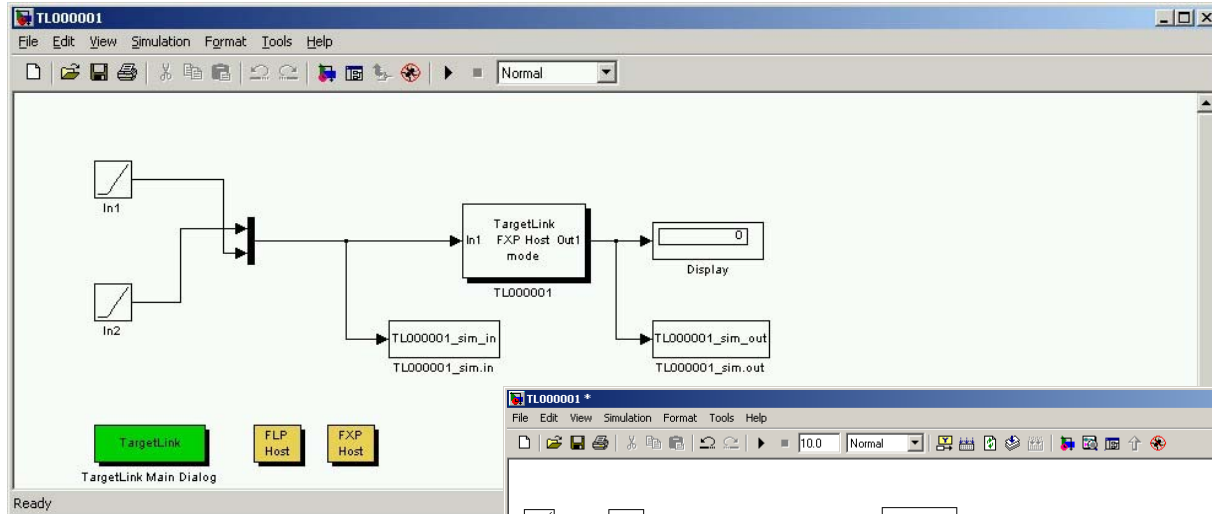 TL000001
File Edit View Simulation Format Tools Help
Normal
In1
In2
TargetLink
In1 FXP Host Out1
mode
TL000001
0
Display
TL000001_sim_in
TL000001_sim.in
TL000001_sim_out
TL000001_sim.out
TargetLink
TargetLink Main Dialog
FLP
Host
FXP
Host
Ready
TL000001 *
File Edit View Simulation Format Tools Help
10.0 Normal